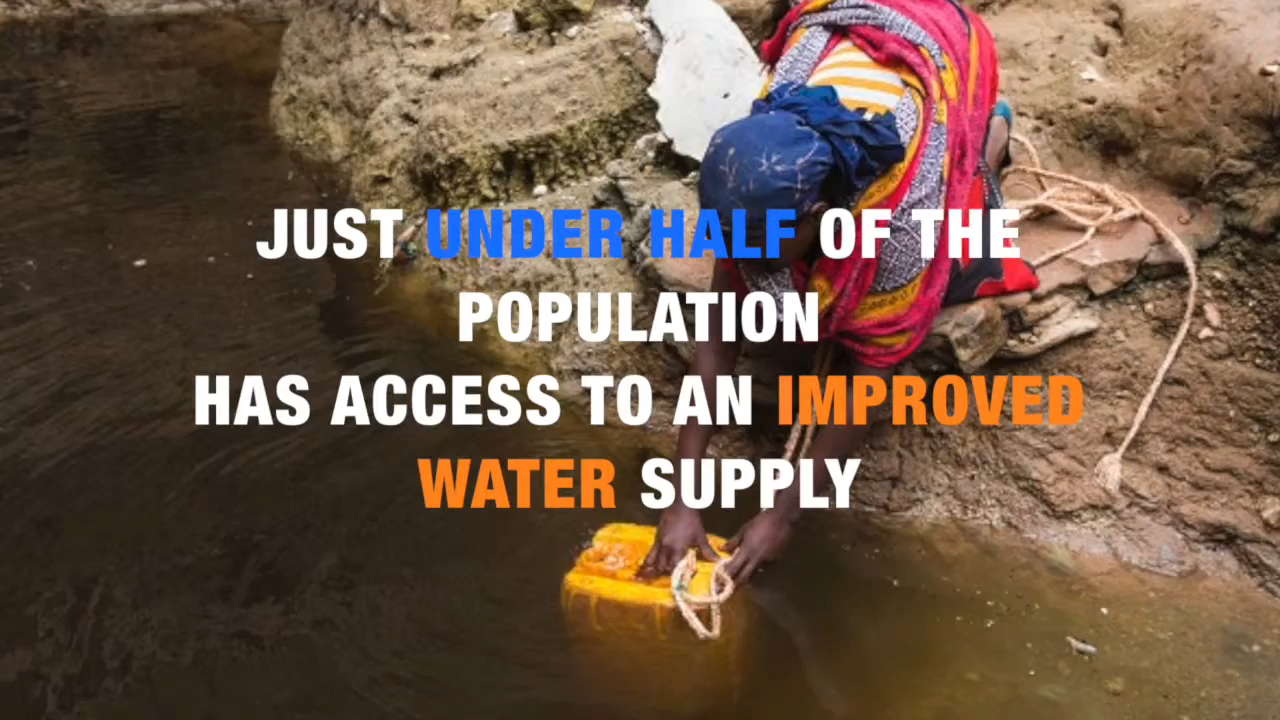 JUST UNDER HALF OF THE
POPULATION
HAS ACCESS TO AN IMPROVED
WATER SUPPLY